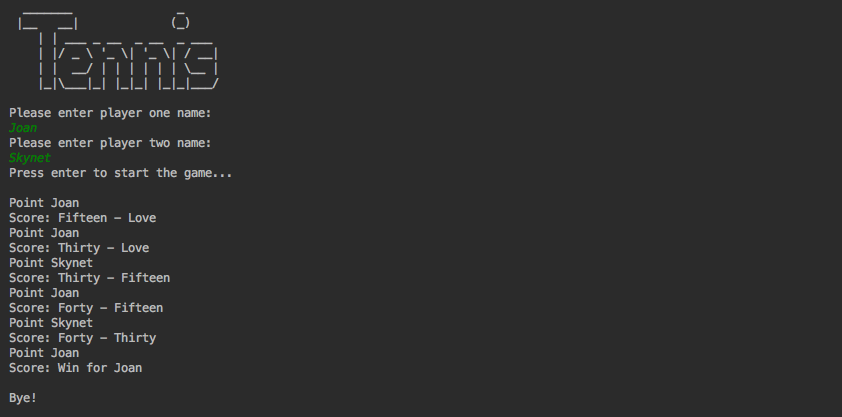 Tennis
Please enter player one name:
Joan
Please enter player two name:
Skynet
Press enter to start the game...
Point Joan
Score: Fifteen - Love
Point Joan
Score: Thirty - Love
Point Skynet
Score: Thirty - Fifteen
Point Joan
Score: Forty - Fifteen
Point Skynet
Score: Forty - Thirty
Point Joan
Score: Win for Joan
Bye!